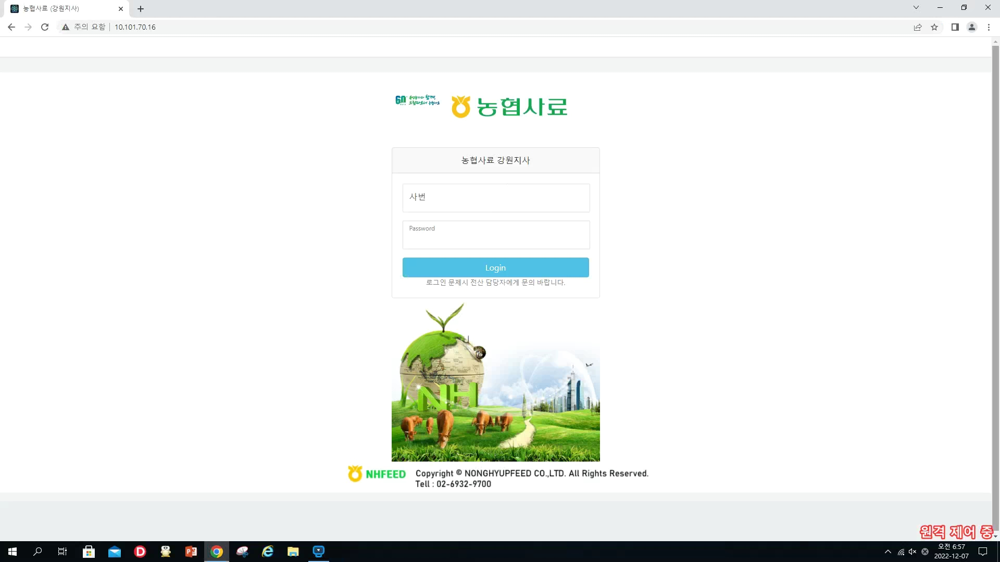 농협사료 (강원지사)
주의 요함
10.101.70.16
60
함께,
농협사료
농협사료 강원지사
사번
Password
Login
로그인 문제시 전산 담당자에게 문의 바랍니다.
NH
NHFEED
Copyright © NONGHYUPFEED CO.,LTD. All Rights Reserved.
Tell : 02-6932-9700
원격 제어 중
오전 6:57
2022-12-07